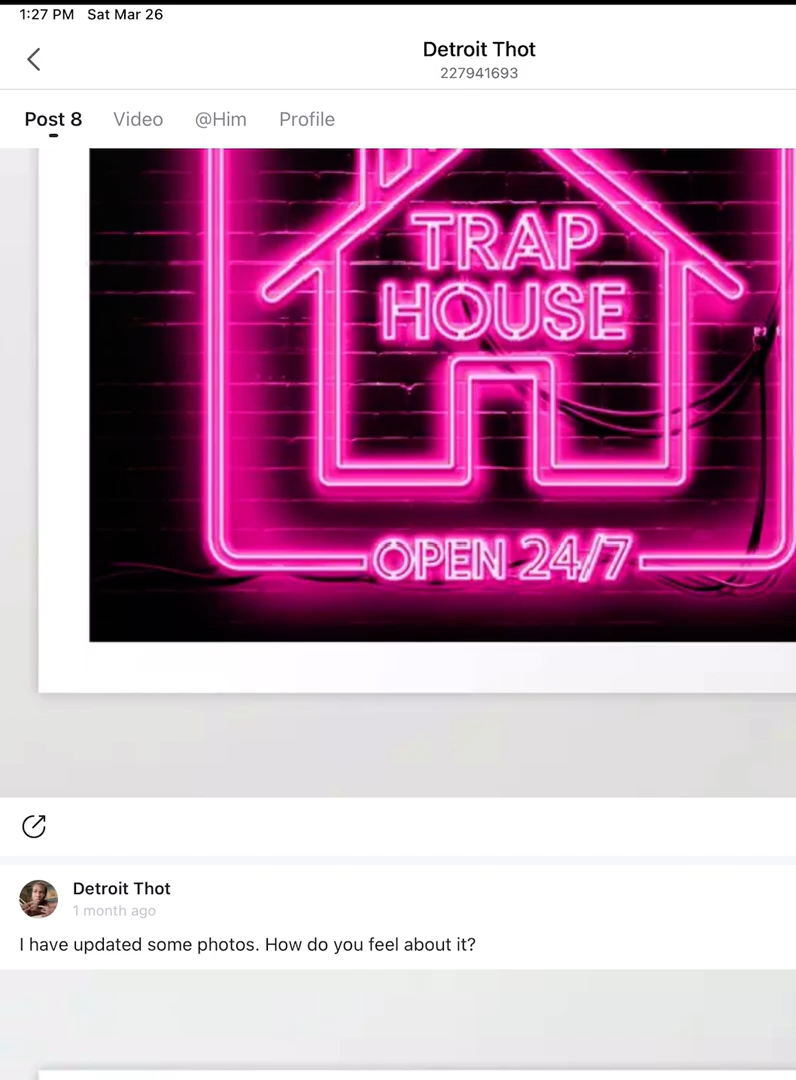 1:27 PM Sat Mar 26
Detroit Thot
227941693
Post 8 Video @Him Profile
TRAP
HOUSE
OPEN 24/7
Detroit Thot
1 month ago
I have updated some photos. How do you feel about it?